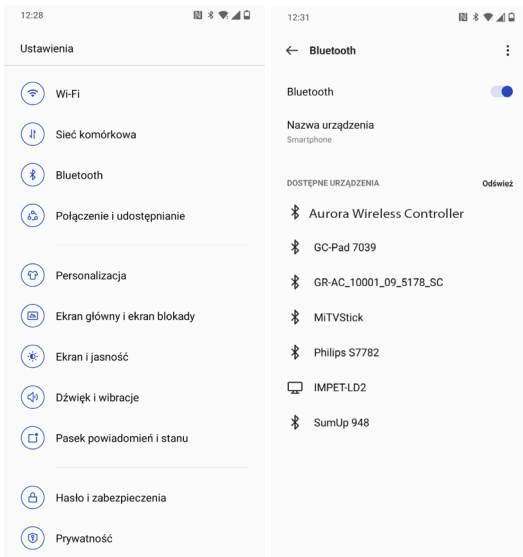 12:28
Ustawienia
Wi-Fi
Sieć komórkowa
Bluetooth
Połączenie i udostępnianie
Personalizacja
Ekran główny i ekran blokady
Ekran i jasność
Dźwięk i wibracje
Pasek powiadomień i stanu
Hasło i zabezpieczenia
Prywatność
12:31
Bluetooth
Bluetooth
Nazwa urządzenia
Smartphone
DOSTĘPNE URZĄDZENIA Odśwież
Aurora Wireless Controller
GC-Pad 7039
GR-AC_10001_09_5178_SC
MiTVStick
Philips S7782
IMPET-LD2
SumUp 948